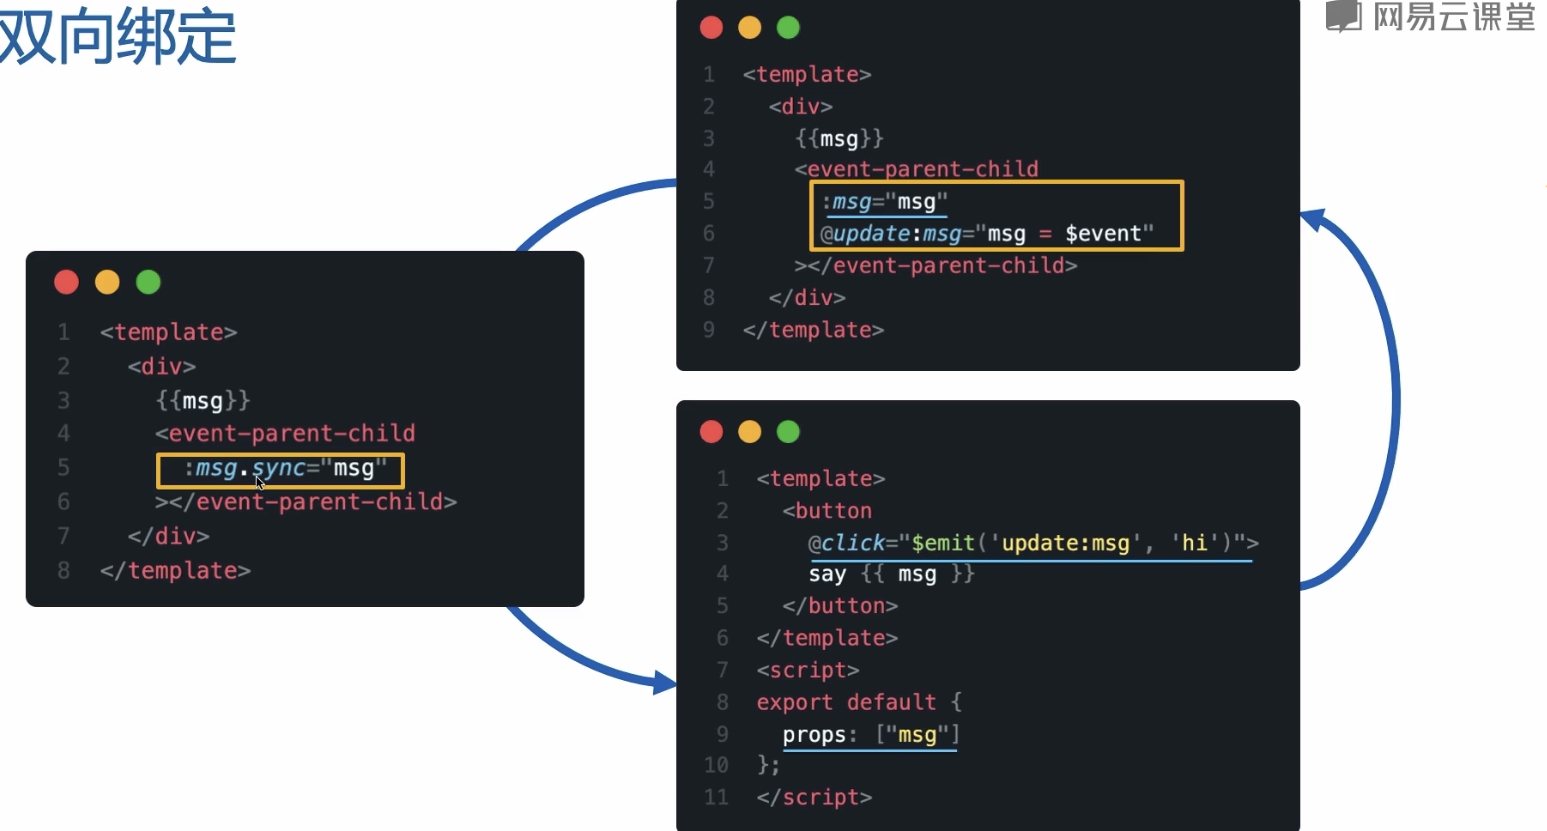 双向绑定
网易云课堂
1 <template>
2 <div>
3 {{msg}}
4 <event-parent-child
5 :msg.sync="msg"
6 ></event-parent-child>
7 </div>
8 </template>
1 <template>
2 <div>
3 {{msg}}
4 <event-parent-child
5 :msg="msg"
6 @update:msg="msg = $event"
7 ></event-parent-child>
8 </div>
9 </template>
1 <template>
2 <button
3 @click="$emit('update:msg', 'hi')">
4 say {{ msg }}
5 </button>
6 </template>
7 <script>
8 export default {
9 props: ["msg"]
10 };
11 </script>